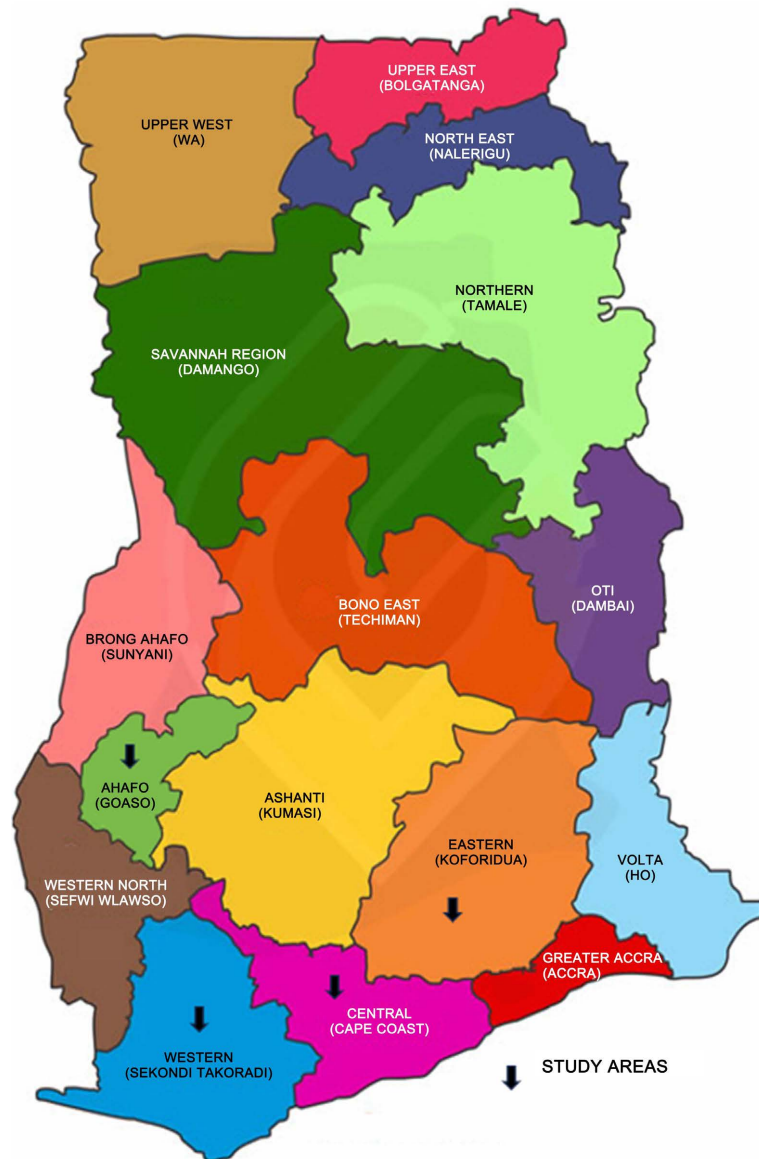 UPPER EAST
(BOLGATANGA)
UPPER WEST
(WA)
NORTH EAST
(NALERIGU)
NORTHERN
(TAMALE)
SAVANNAH REGION
(DAMANGO)
OTI
(DAMBAI)
BONO EAST
(TECHIMAN)
BRONG AHAFO
(SUNYANI)
AHAFO
(GOASO)
ASHANTI
(KUMASI)
EASTERN
(KOFORIDUA)
VOLTA
(HO)
WESTERN NORTH
(SEFWI WLAWSO)
GREATER ACCRA
(ACCRA)
CENTRAL
(CAPE COAST)
WESTERN
(SEKONDI TAKORADI)
STUDY AREAS